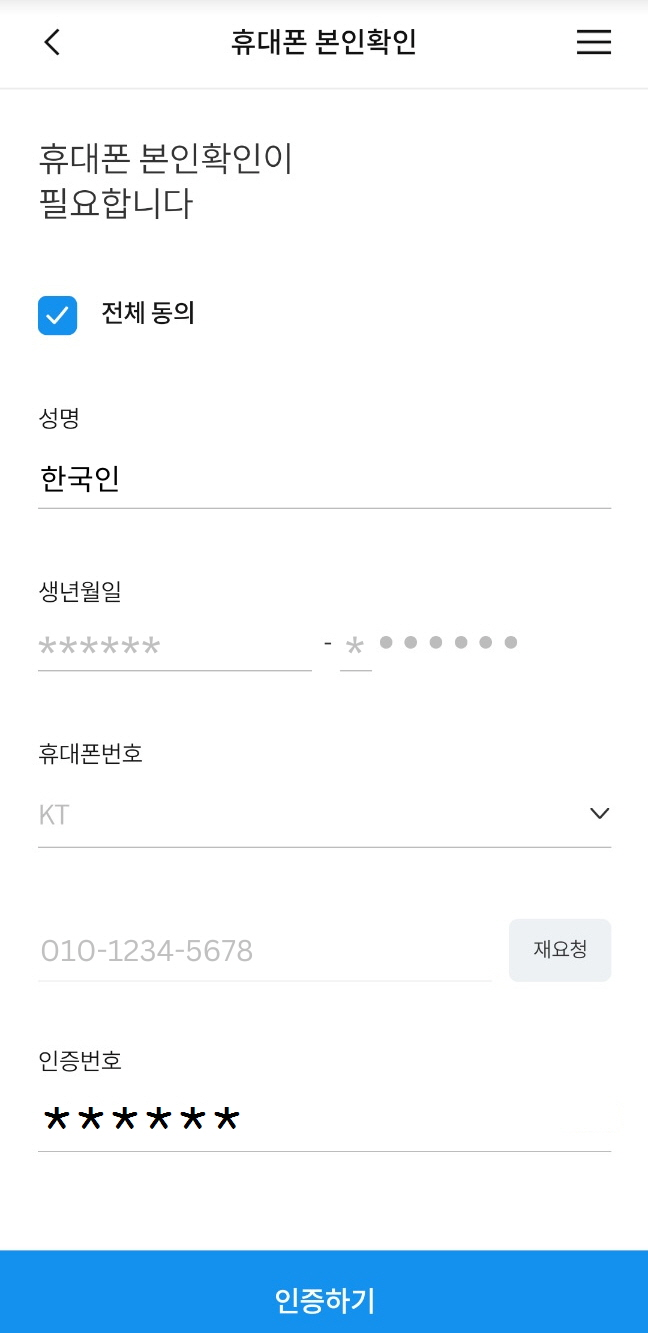 휴대폰 본인확인
휴대폰 본인확인이
필요합니다
전체 동의
성명
한국인
생년월일
****** - * ●●●●●●
휴대폰번호
KT
010-1234-5678
재요청
인증번호
******
인증하기